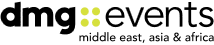 dmg::events
middle east, asia & africa